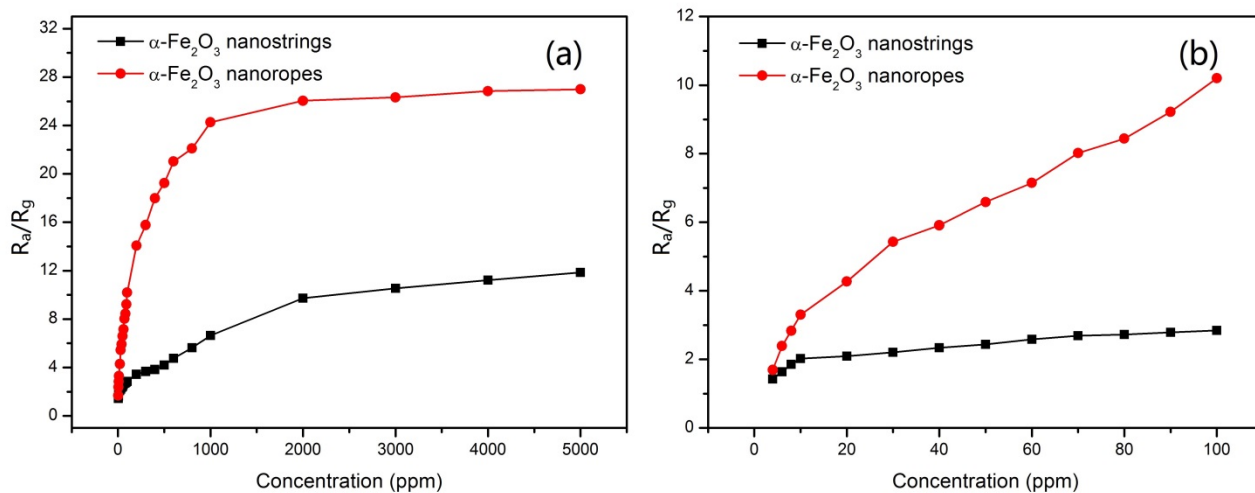 (a)
α-Fe₂O₃ nanostrings
α-Fe₂O₃ nanoropes
Rₐ/R_g
32
28
24
20
16
12
8
4
0
0 1000 2000 3000 4000 5000
Concentration (ppm)
(b)
α-Fe₂O₃ nanostrings
α-Fe₂O₃ nanoropes
Rₐ/R_g
12
10
8
6
4
2
0
0 20 40 60 80 100
Concentration (ppm)